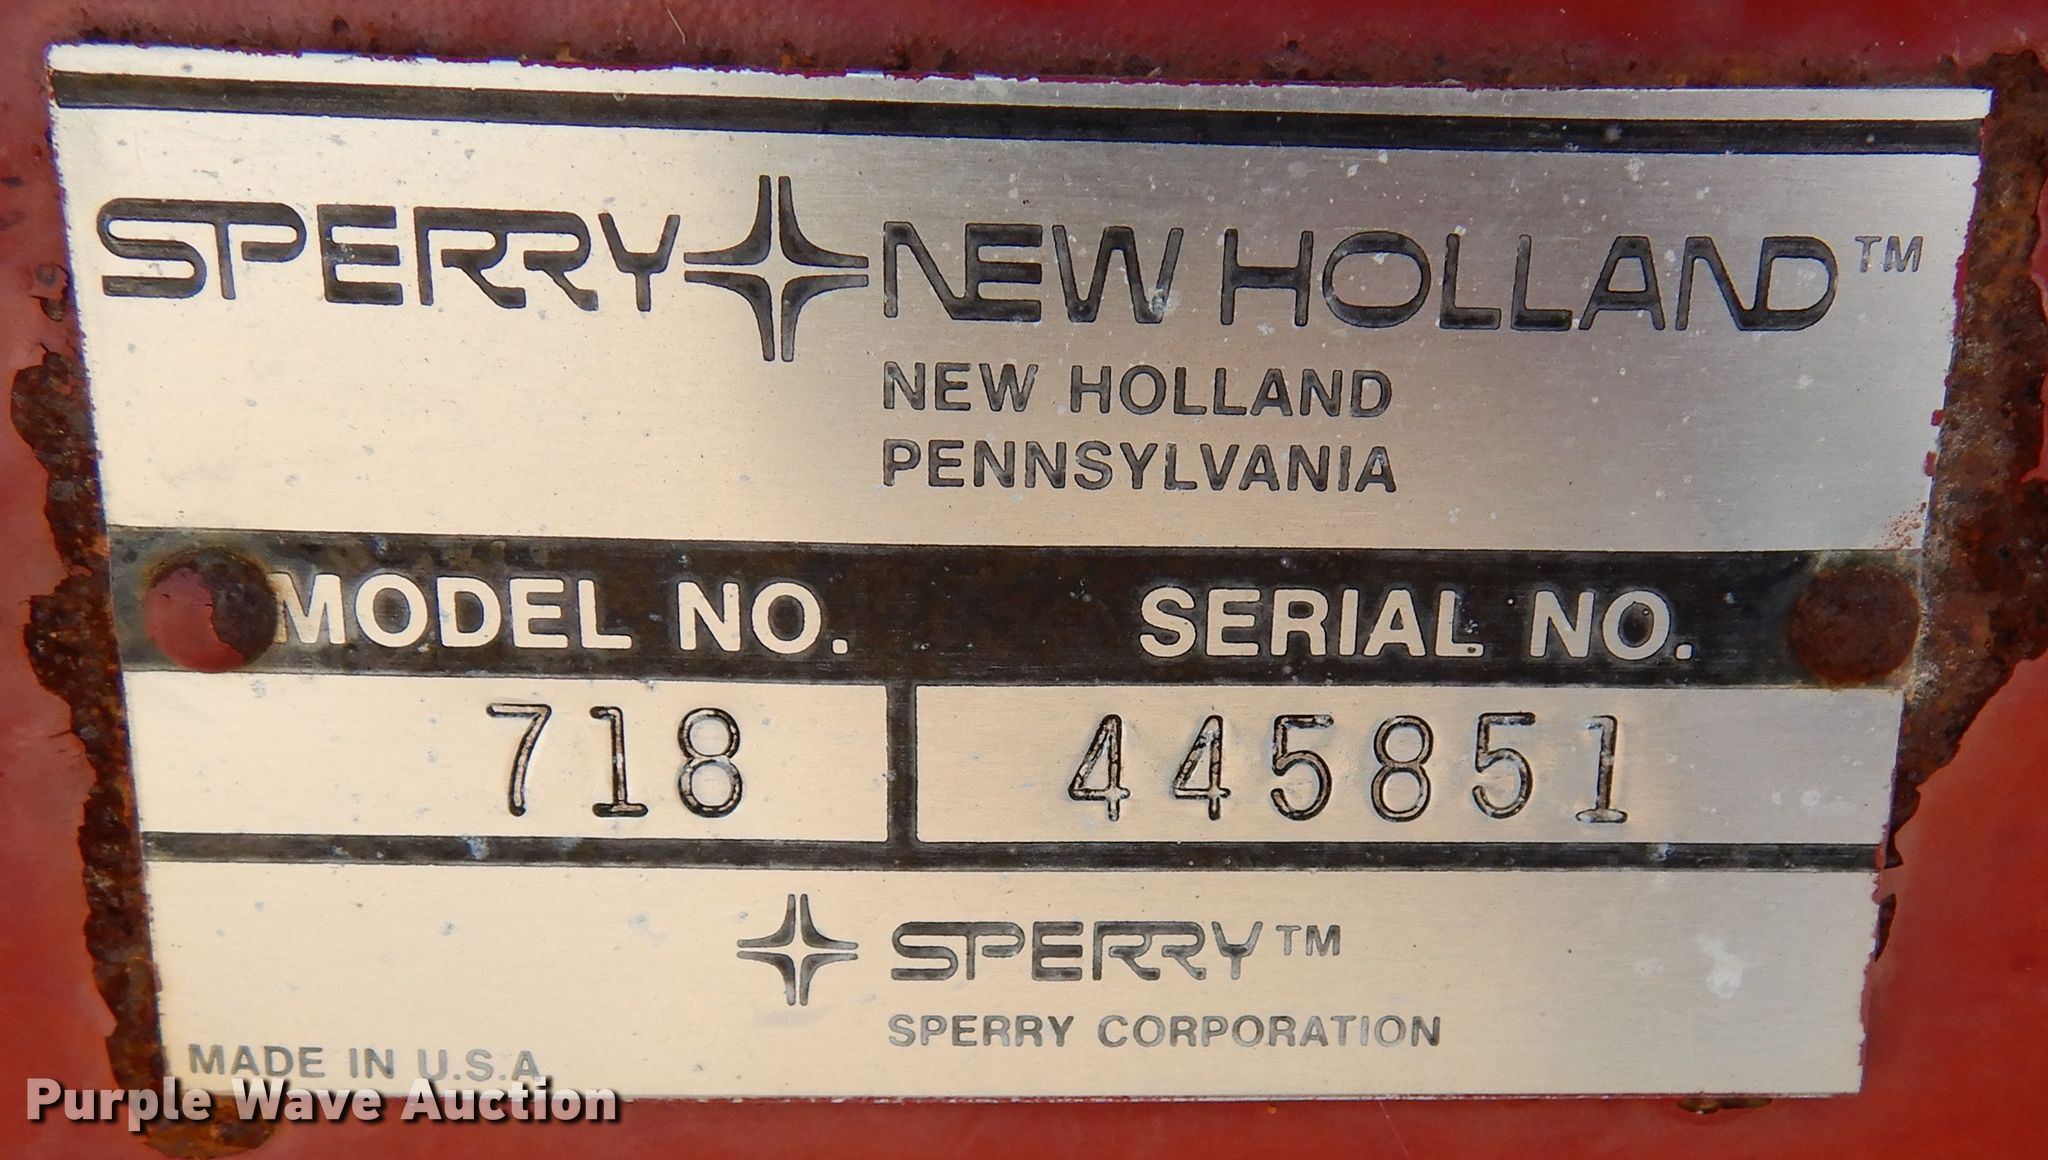 SPERRY NEW HOLLAND™
NEW HOLLAND
PENNSYLVANIA
MODEL NO. SERIAL NO.
718 445851
SPERRY™
SPERRY CORPORATION
MADE IN U.S.A
Purple Wave Auction